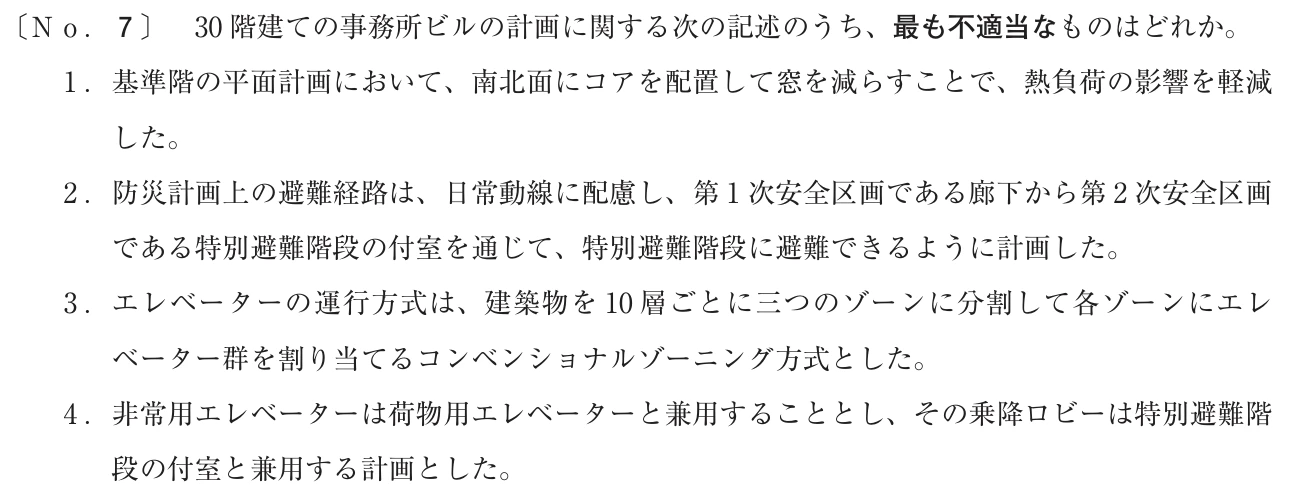 〔Ｎｏ．７〕　30階建ての事務所ビルの計画に関する次の記述のうち、最も不適当なものはどれか。
1．基準階の平面計画において、南北面にコアを配置して窓を減らすことで、熱負荷の影響を軽減
した。
2．防災計画上の避難経路は、日常動線に配慮し、第1次安全区画である廊下から第2次安全区画
である特別避難階段の付室を通じて、特別避難階段に避難できるように計画した。
3．エレベーターの運行方式は、建築物を10層ごとに三つのゾーンに分割して各ゾーンにエレ
ベーター群を割り当てるコンベンショナルゾーニング方式とした。
4．非常用エレベーターは荷物用エレベーターと兼用することとし、その乗降ロビーは特別避難階
段の付室と兼用する計画とした。